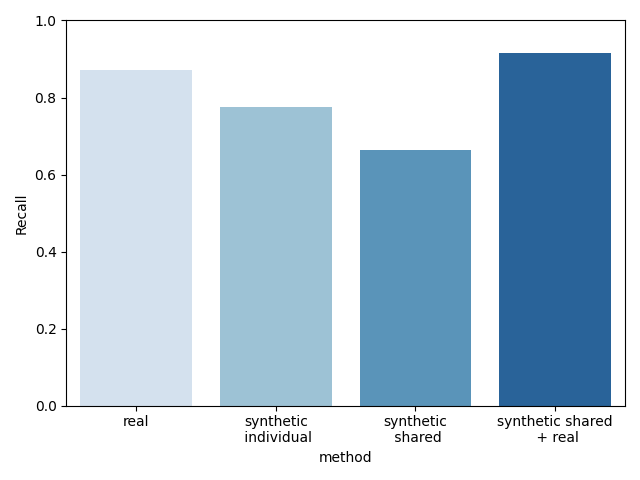 1.0
0.8
0.6
0.4
0.2
0.0
Recall
real
synthetic
individual
synthetic
shared
synthetic shared
+ real
method